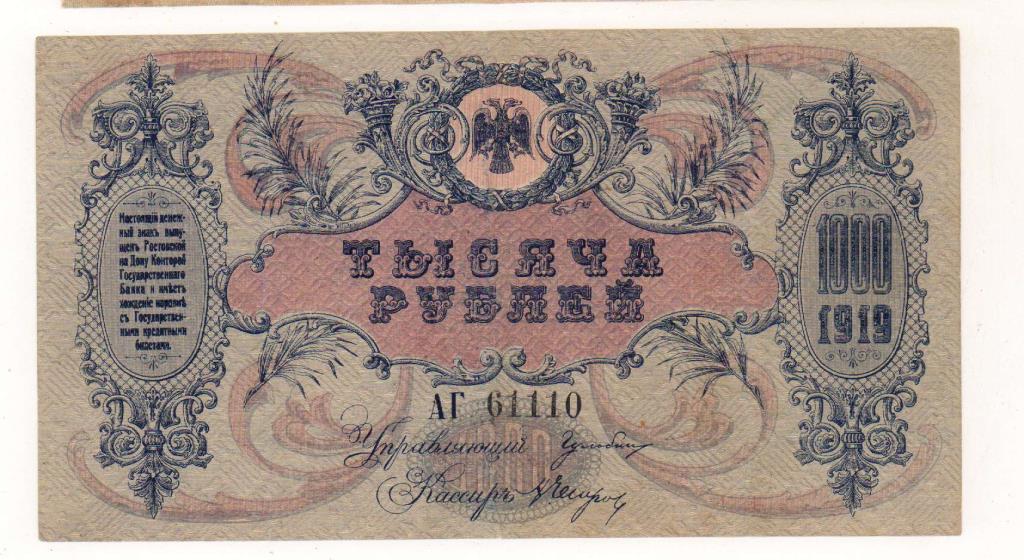 Настоящій денеж-
ный знакъ выпу-
щенъ Ростовской
на Дону Конторой
Государственнаго
Банка и имѣетъ
хожденіе наравнѣ
съ Государствен-
ными кредитными
билетами.
ТЫСЯЧА
РУБЛЕЙ
1000
1919
АГ 61110
Управляющій
1000
Кассиръ